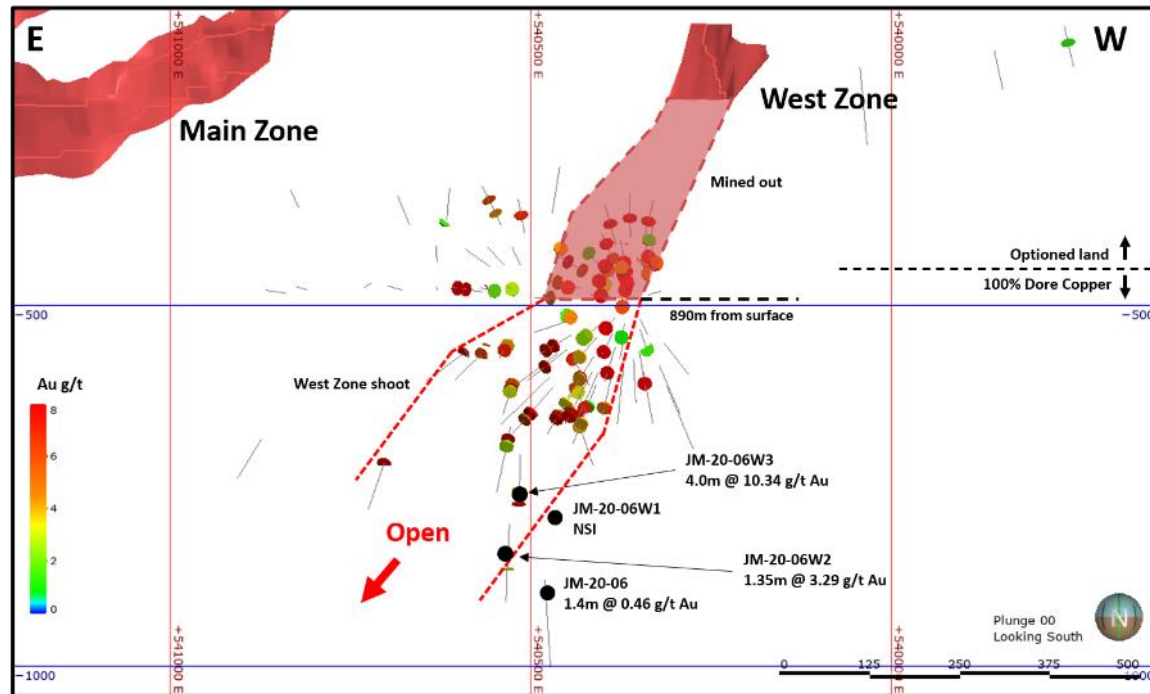 E
W
+541000 E
+540500 E
+540000 E
Main Zone
West Zone
Mined out
Optioned land
100% Dore Copper
-500
-500
890m from surface
West Zone shoot
Au g/t
8
6
4
2
0
JM-20-06W3
4.0m @ 10.34 g/t Au
JM-20-06W1
NSI
Open
JM-20-06W2
1.35m @ 3.29 g/t Au
JM-20-06
1.4m @ 0.46 g/t Au
Plunge 00
Looking South
N
0 125 250 375 500
-1000
+541000 E
+540500 E
+540000 E